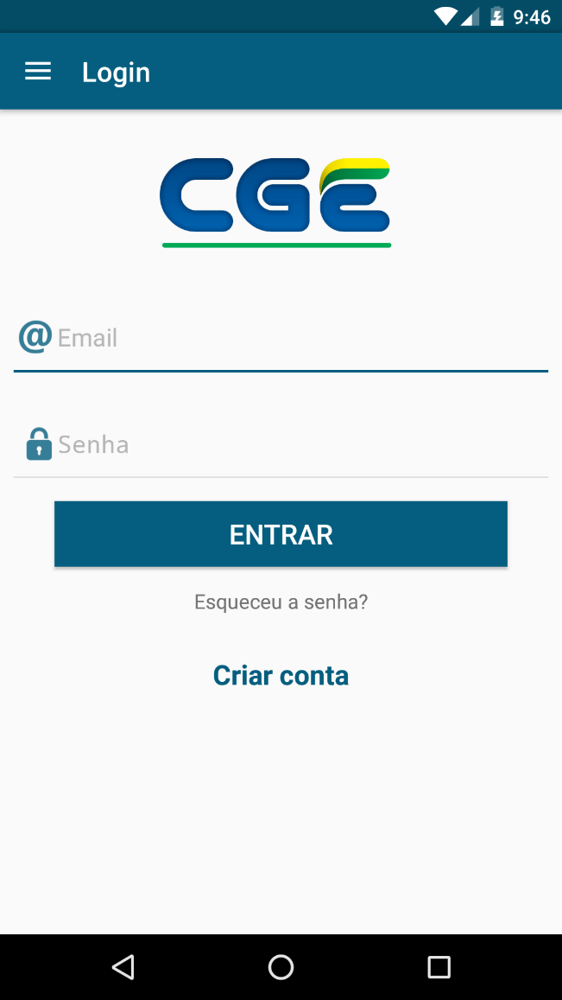 9:46
Login
CGE
@ Email
Senha
ENTRAR
Esqueceu a senha?
Criar conta